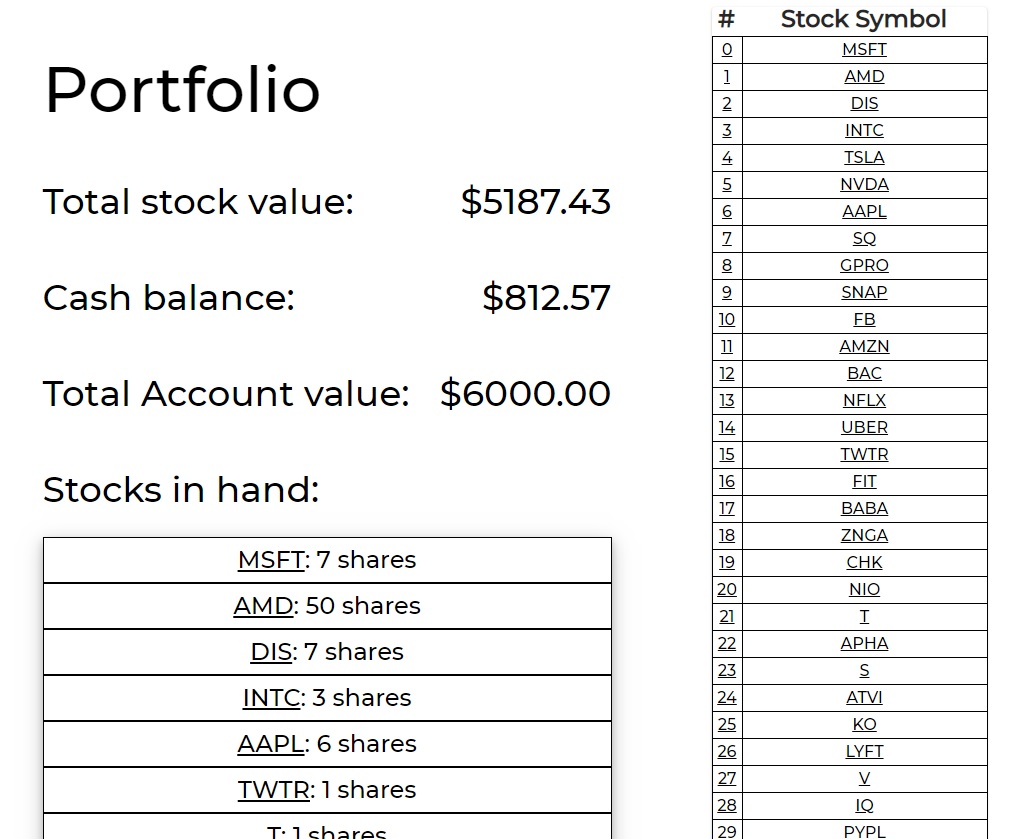 Portfolio
Total stock value: $5187.43
Cash balance: $812.57
Total Account value: $6000.00
Stocks in hand:
MSFT: 7 shares
AMD: 50 shares
DIS: 7 shares
INTC: 3 shares
AAPL: 6 shares
TWTR: 1 shares
T: 1 shares
# Stock Symbol
0 MSFT
1 AMD
2 DIS
3 INTC
4 TSLA
5 NVDA
6 AAPL
7 SQ
8 GPRO
9 SNAP
10 FB
11 AMZN
12 BAC
13 NFLX
14 UBER
15 TWTR
16 FIT
17 BABA
18 ZNGA
19 CHK
20 NIO
21 T
22 APHA
23 S
24 ATVI
25 KO
26 LYFT
27 V
28 IQ
29 PYPL